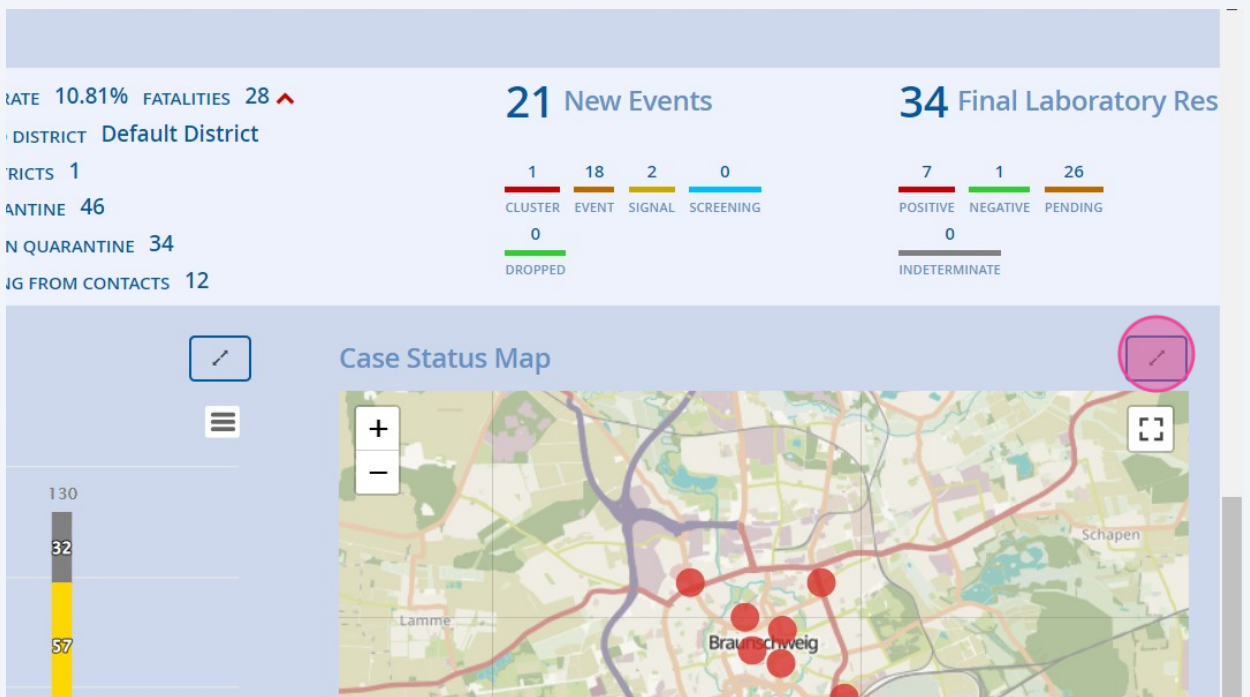 RATE 10.81% FATALITIES 28
DISTRICT Default District
RICTS 1
ANTINE 46
N QUARANTINE 34
NG FROM CONTACTS 12
21 New Events
1 18 2 0
CLUSTER EVENT SIGNAL SCREENING
0
DROPPED
34 Final Laboratory Res
7 1 26
POSITIVE NEGATIVE PENDING
0
INDETERMINATE
130
32
57
Case Status Map
+
−
Schapen
Lamme
Braunschweig